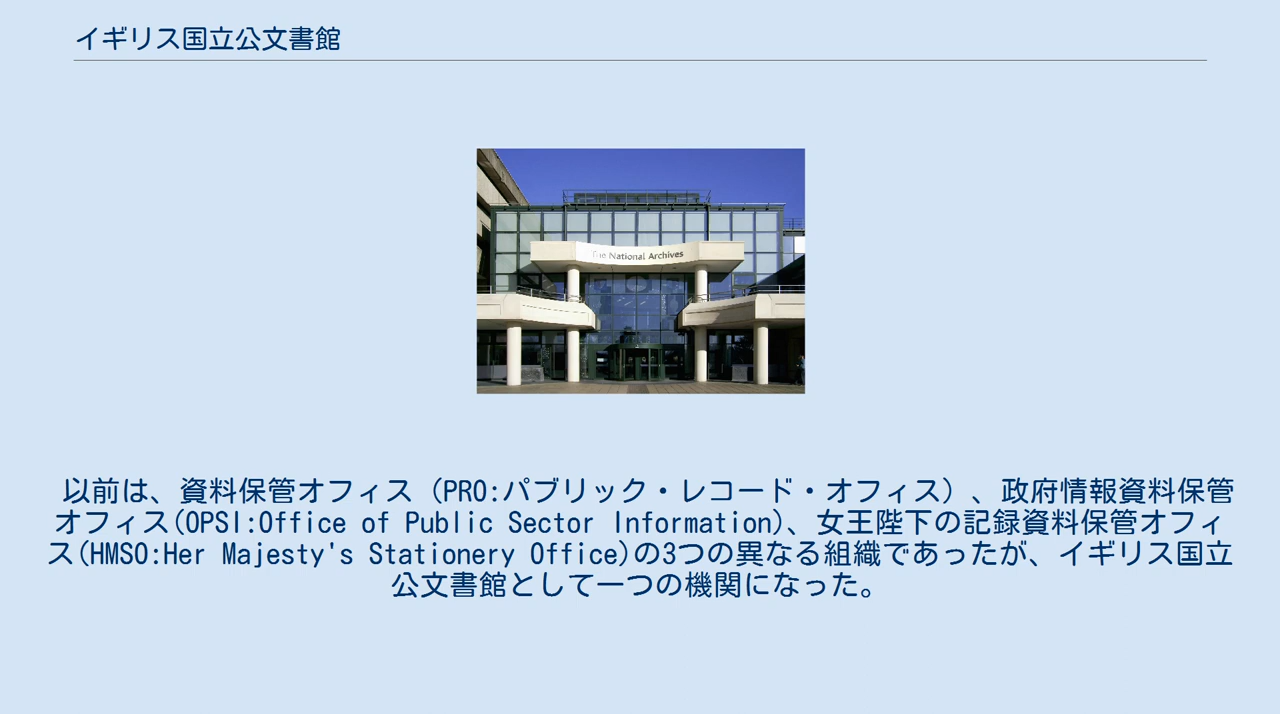 イギリス国立公文書館
The National Archives
以前は、資料保管オフィス（PRO:パブリック・レコード・オフィス）、政府情報資料保管
オフィス(OPSI:Office of Public Sector Information)、女王陛下の記録資料保管オフィ
ス(HMSO:Her Majesty's Stationery Office)の3つの異なる組織であったが、イギリス国立
公文書館として一つの機関になった。